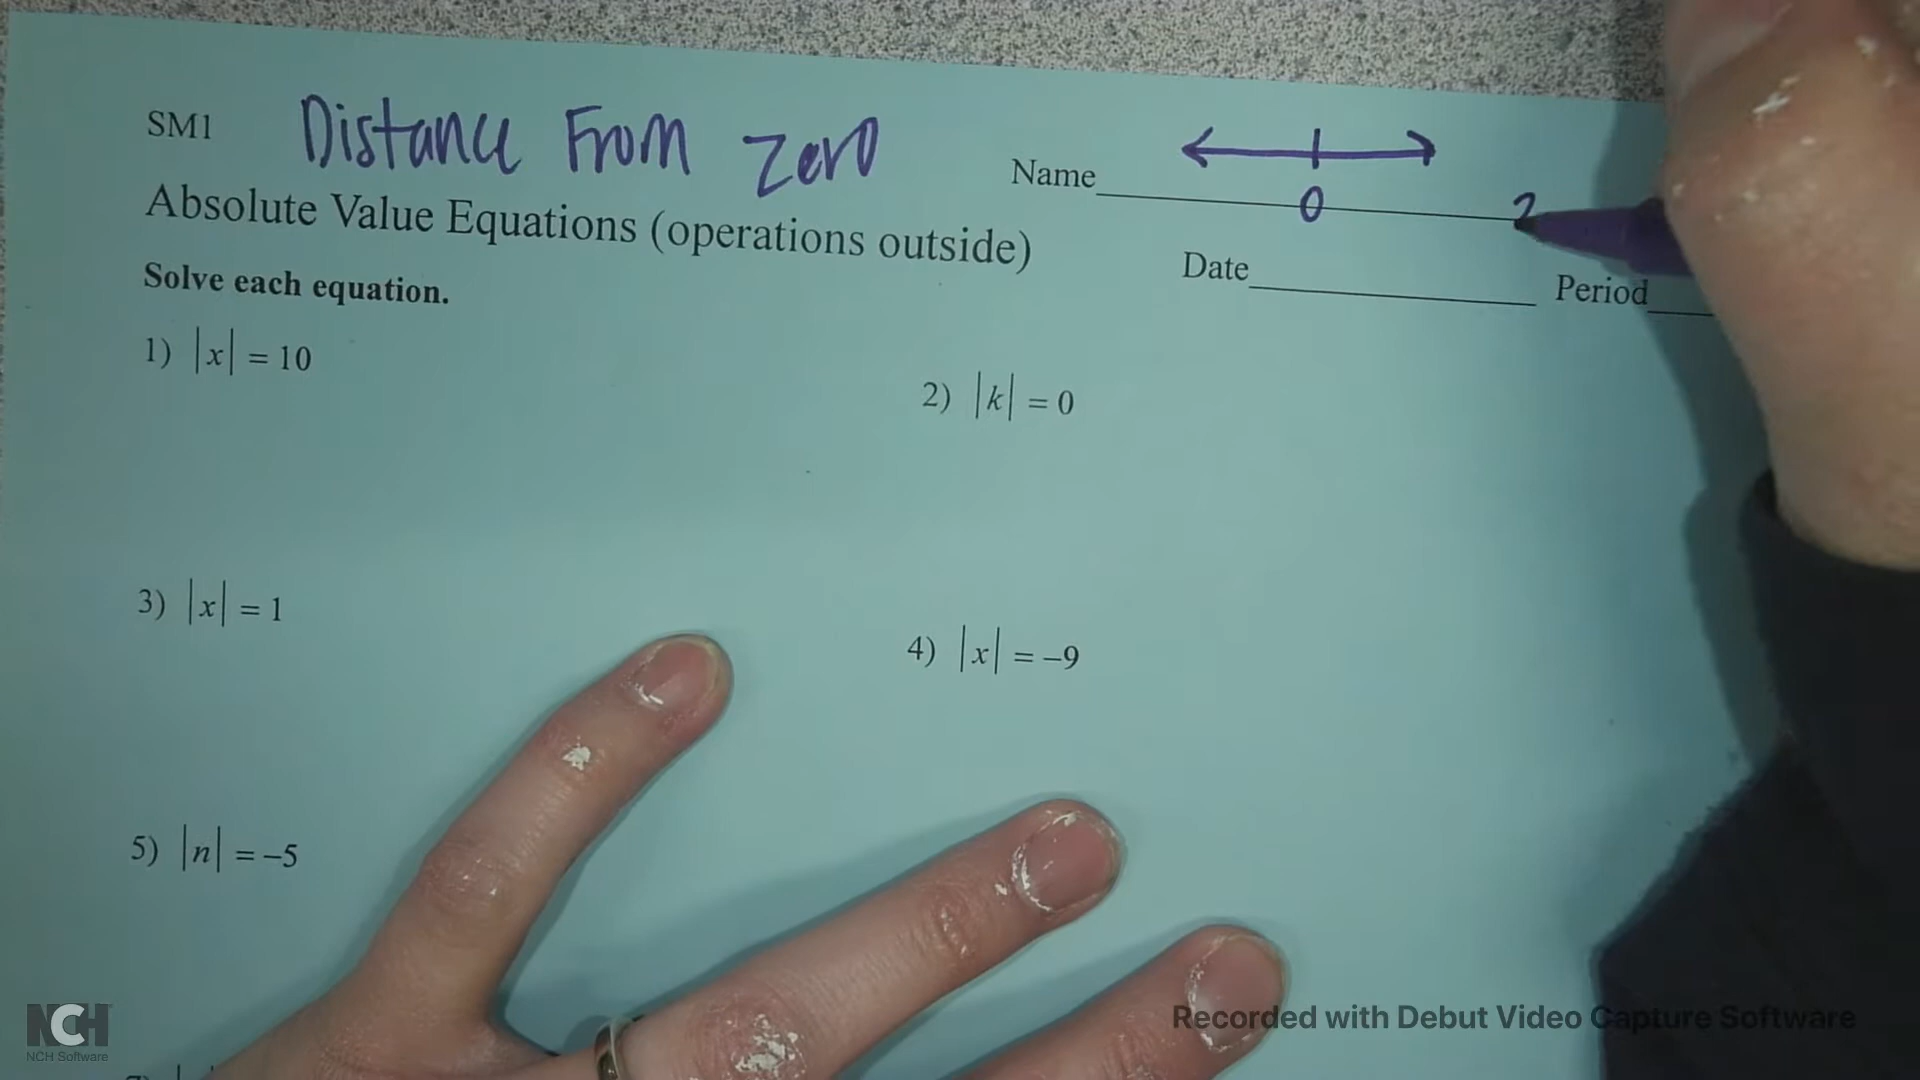 SM1
Distance From Zero
Name
0
2
Absolute Value Equations (operations outside)
Date Period
Solve each equation.
1) |x| = 10
2) |k| = 0
3) |x| = 1
4) |x| = –9
5) |n| = –5
NCH
NCH Software
Recorded with Debut Video Capture Software